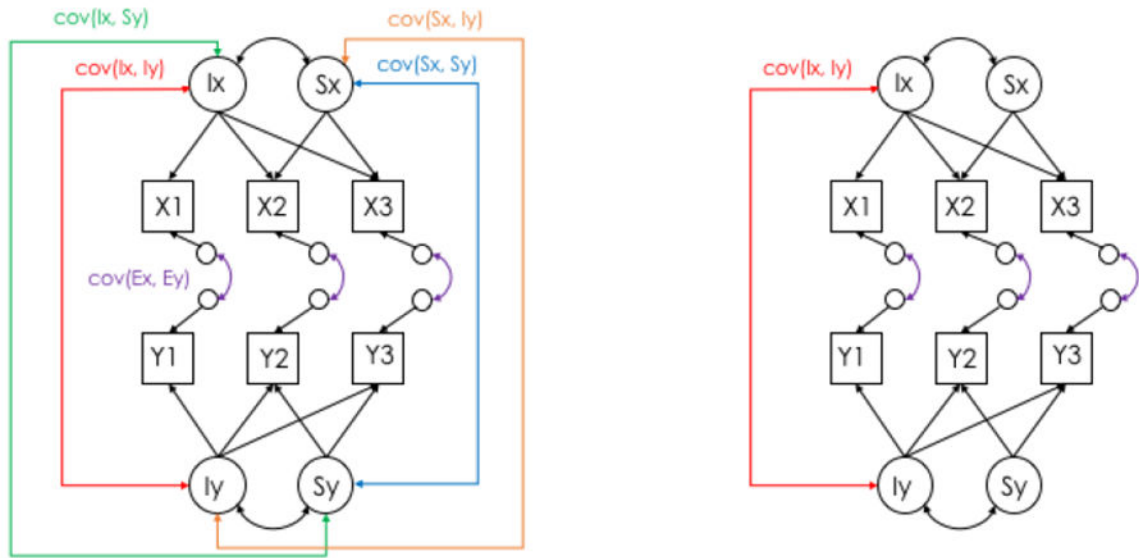 cov(Ix, Sy)
cov(Sx, Iy)
cov(Ix, Iy)
cov(Sx, Sy)
Ix
Sx
X1
X2
X3
cov(Ex, Ey)
Y1
Y2
Y3
Iy
Sy
cov(Ix, Iy)
Ix
Sx
X1
X2
X3
Y1
Y2
Y3
Iy
Sy